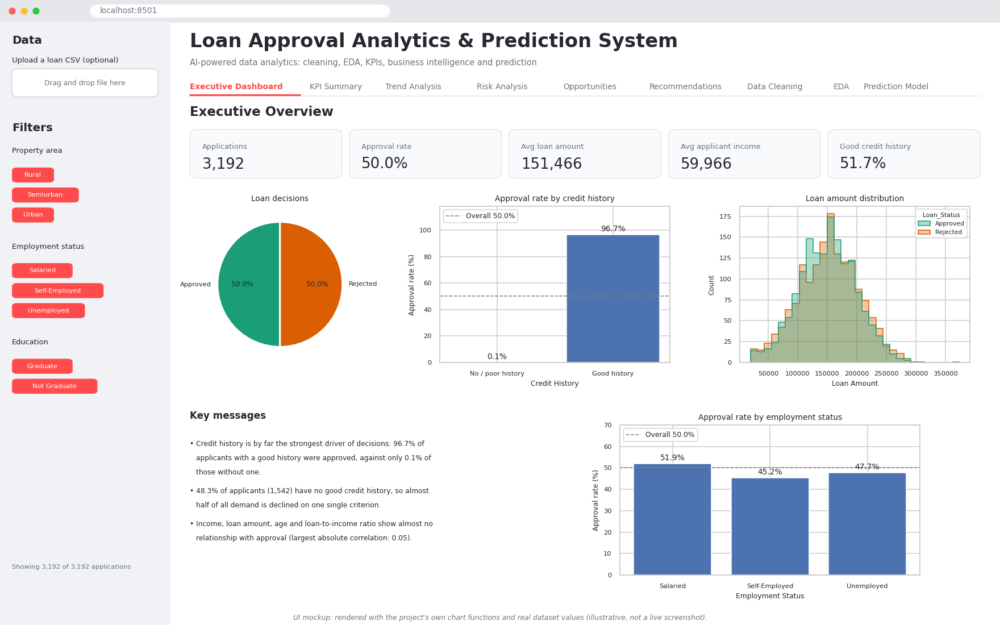 localhost:8501
Data
Upload a loan CSV (optional)
Drag and drop file here
Filters
Property area
Rural
Semiurban
Urban
Employment status
Salaried
Self-Employed
Unemployed
Education
Graduate
Not Graduate
Showing 3,192 of 3,192 applications
Loan Approval Analytics & Prediction System
AI-powered data analytics: cleaning, EDA, KPIs, business intelligence and prediction
Executive Dashboard KPI Summary Trend Analysis Risk Analysis Opportunities Recommendations Data Cleaning EDA Prediction Model
Executive Overview
Applications
3,192
Approval rate
50.0%
Avg loan amount
151,466
Avg applicant income
59,966
Good credit history
51.7%
Loan decisions
Approved
50.0%
50.0%
Rejected
Approval rate by credit history
Overall 50.0%
100
80
60
40
20
0
Approval rate (%)
0.1%
96.7%
No / poor history
Good history
Credit History
Loan amount distribution
Loan_Status
Approved
Rejected
175
150
125
100
75
50
25
0
Count
50000 100000 150000 200000 250000 300000 350000
Loan Amount
Key messages
• Credit history is by far the strongest driver of decisions: 96.7% of
applicants with a good history were approved, against only 0.1% of
those without one.
• 48.3% of applicants (1,542) have no good credit history, so almost
half of all demand is declined on one single criterion.
• Income, loan amount, age and loan-to-income ratio show almost no
relationship with approval (largest absolute correlation: 0.05).
Approval rate by employment status
Overall 50.0%
70
60
50
40
30
20
10
0
Approval rate (%)
51.9%
45.2%
47.7%
Salaried
Self-Employed
Unemployed
Employment Status
UI mockup: rendered with the project's own chart functions and real dataset values (illustrative, not a live screenshot).